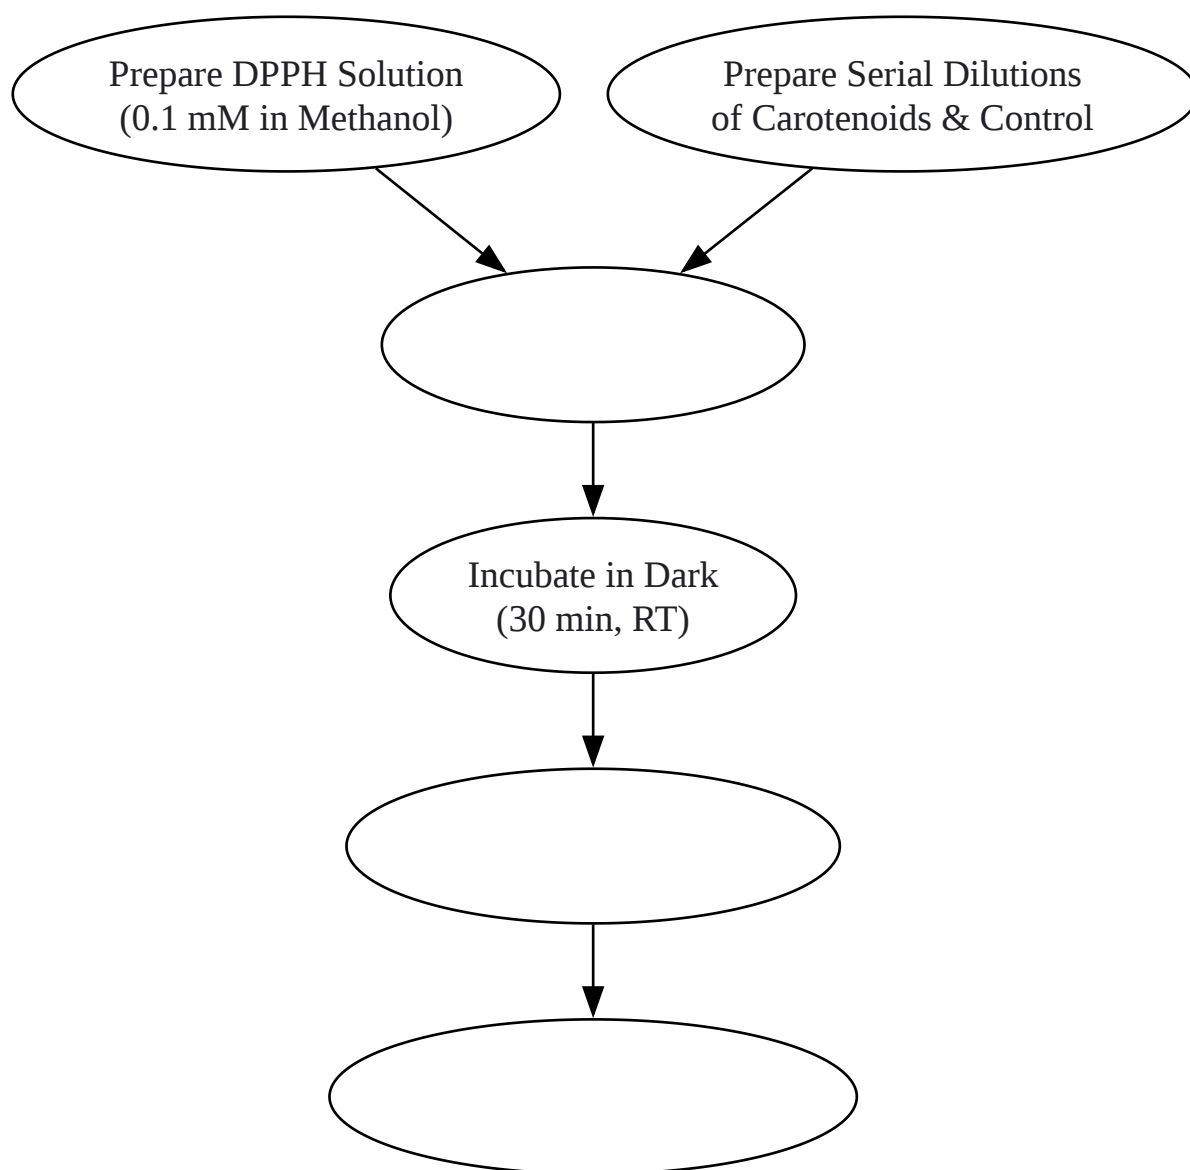 Prepare DPPH Solution
(0.1 mM in Methanol)
Prepare Serial Dilutions
of Carotenoids & Control
Incubate in Dark
(30 min, RT)